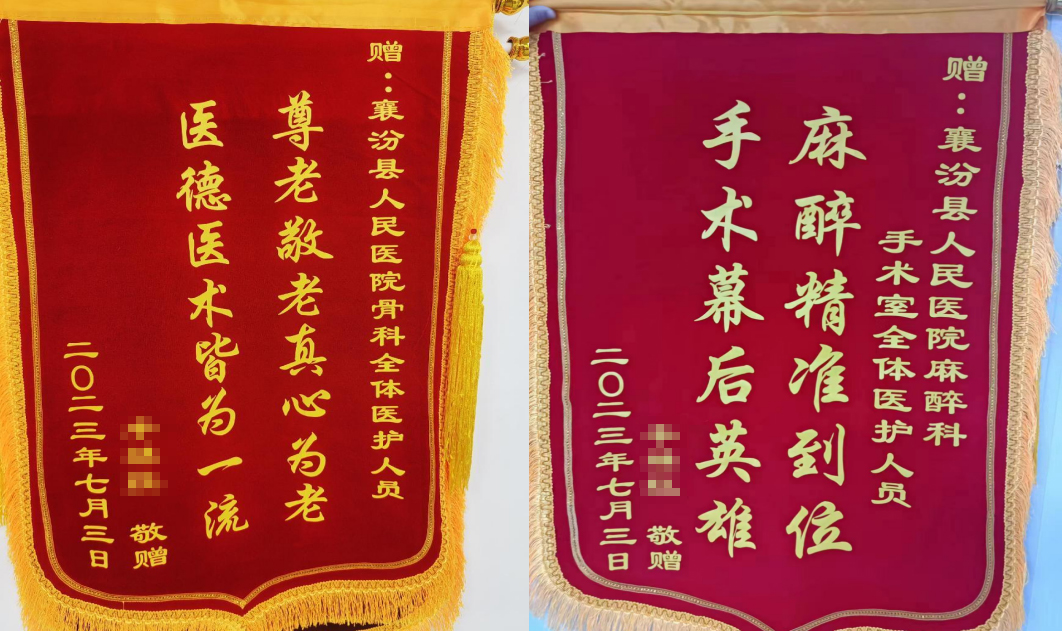 赠：襄汾县人民医院骨科全体医护人员
尊老敬老真心为老
医德医术皆为一流
敬赠
二〇二三年七月三日
赠：襄汾县人民医院麻醉科
手术室全体医护人员
麻醉精准到位
手术幕后英雄
敬赠
二〇二三年七月三日